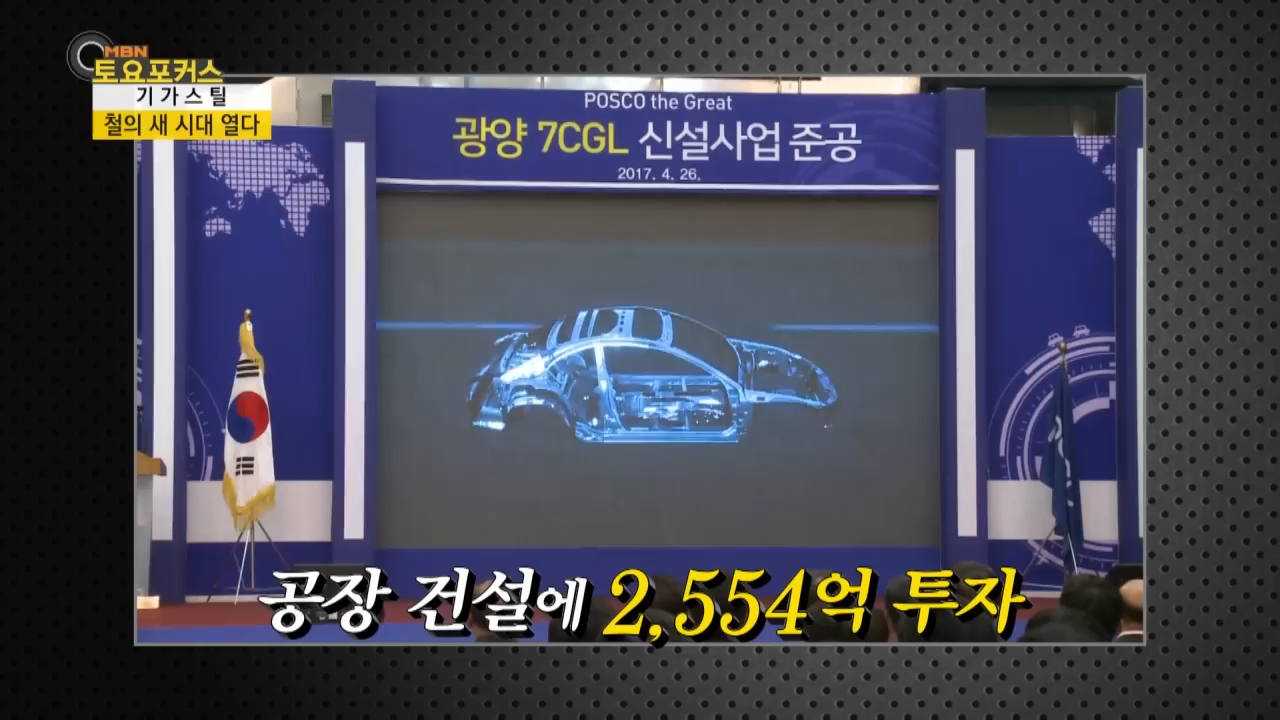 MBN
토요포커스
기가스틸
철의 새 시대 열다
POSCO the Great
광양 7CGL 신설사업 준공
2017. 4. 26.
공장 건설에 2,554억 투자